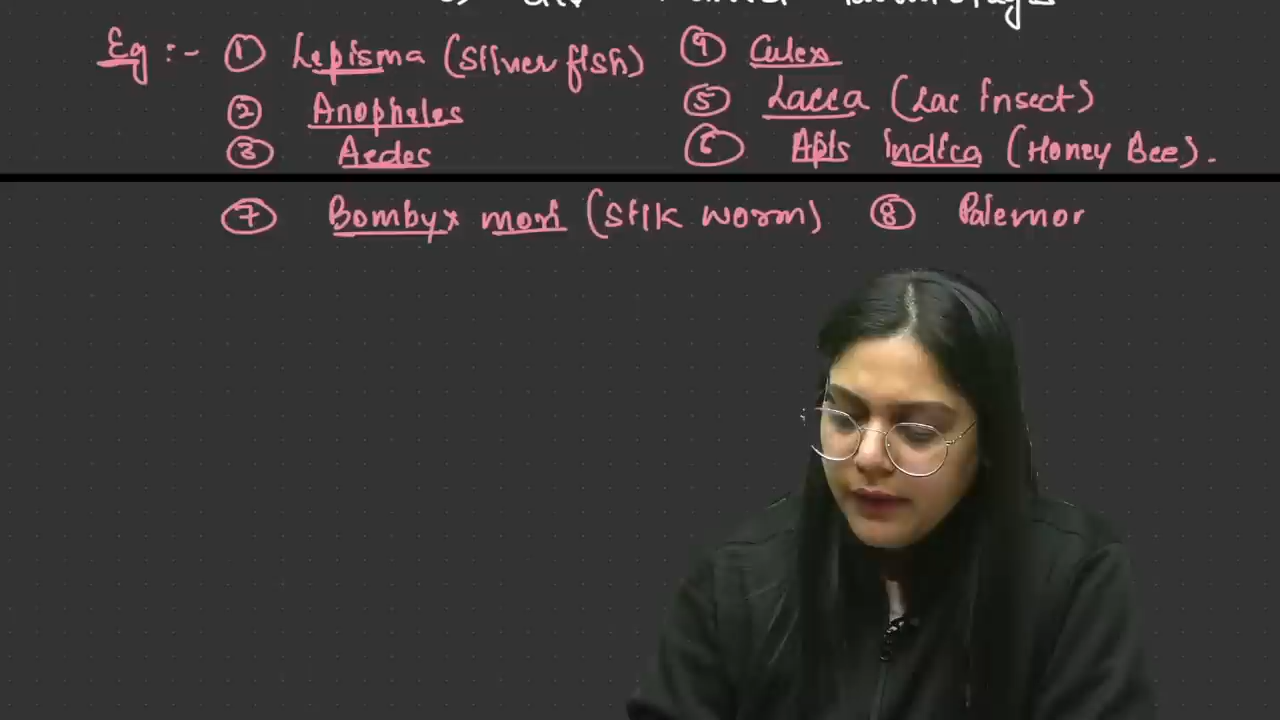 Eg :- ① Lepisma (Silver fish) ④ Culex
② Anopheles ⑤ Lacca (Lac insect)
③ Aedes ⑥ Apis indica (Honey Bee).
⑦ Bombyx mori (Silk worm) ⑧ Palemor